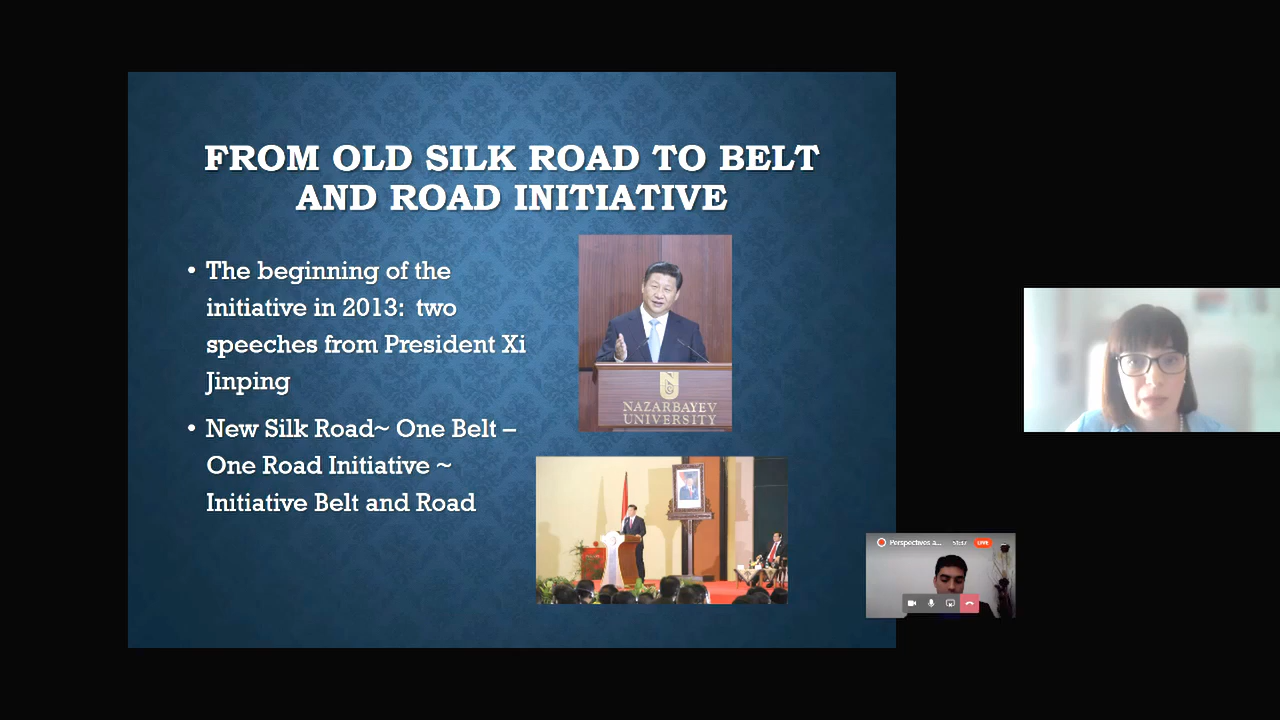 FROM OLD SILK ROAD TO BELT
AND ROAD INITIATIVE
• The beginning of the
initiative in 2013: two
speeches from President Xi
Jinping
• New Silk Road~ One Belt –
One Road Initiative ~
Initiative Belt and Road
NAZARBAYEV
UNIVERSITY
Perspectives a... LIVE